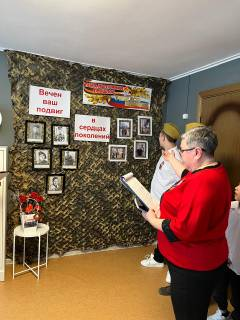 Вечен
ваш
подвиг
в
сердцах
поколений